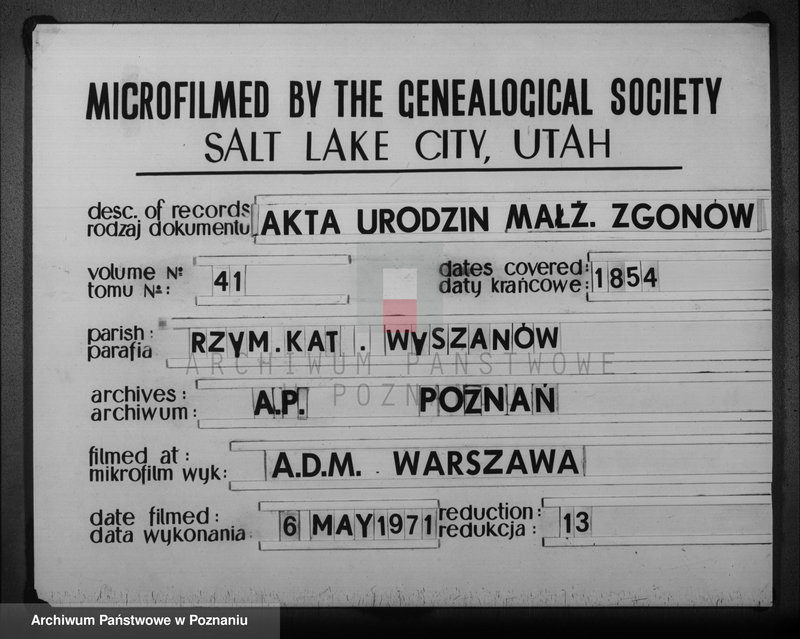 MICROFILMED BY THE GENEALOGICAL SOCIETY
SALT LAKE CITY, UTAH
desc. of records
rodzaj dokumentu
AKTA URODZIN MAŁŻ. ZGONÓW
volume №
tomu №:
41
dates covered:
daty krańcowe:
1854
parish:
parafia
RZYM.KAT. WYSZANÓW
ARCHIWUM PAŃSTWOWE
W POZNANIU
archives:
archiwum:
A.P. POZNAŃ
filmed at:
mikrofilm wyk:
A.D.M. WARSZAWA
date filmed:
data wykonania
6 MAY 1971
reduction:
redukcja:
13
Archiwum Państwowe w Poznaniu